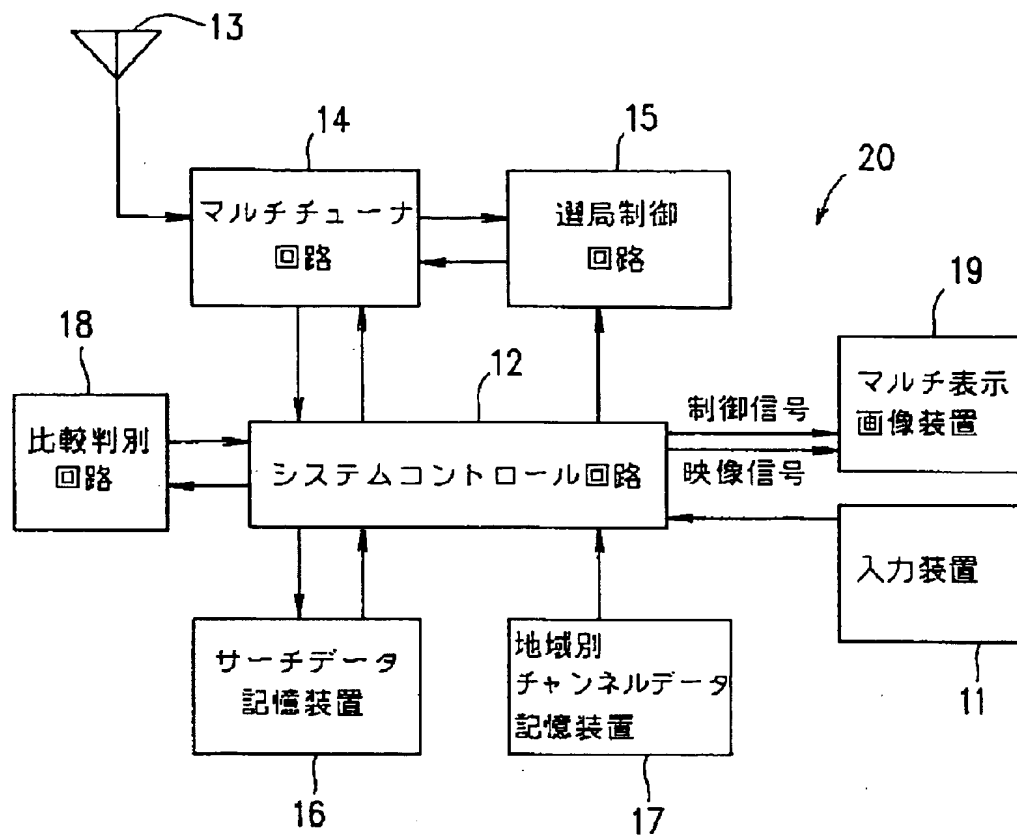 13
14
15
20
マルチチューナ
回路
選局制御
回路
19
18
12
制御信号
マルチ表示
画像装置
比較判別
回路
システムコントロール回路
映像信号
入力装置
サーチデータ
記憶装置
地域別
チャンネルデータ
記憶装置
11
16
17